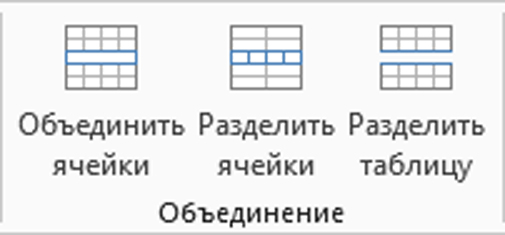 Объединить Разделить Разделить
ячейки ячейки таблицу
Объединение